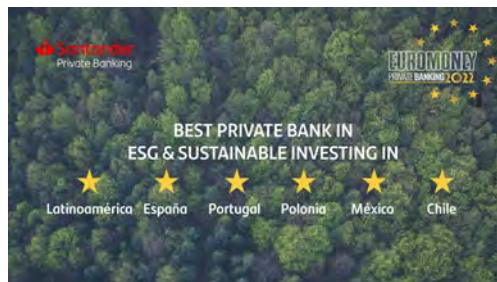 Santander
Private Banking
EUROMONEY
PRIVATE BANKING 2022
BEST PRIVATE BANK IN
ESG & SUSTAINABLE INVESTING IN
Latinoamérica España Portugal Polonia México Chile